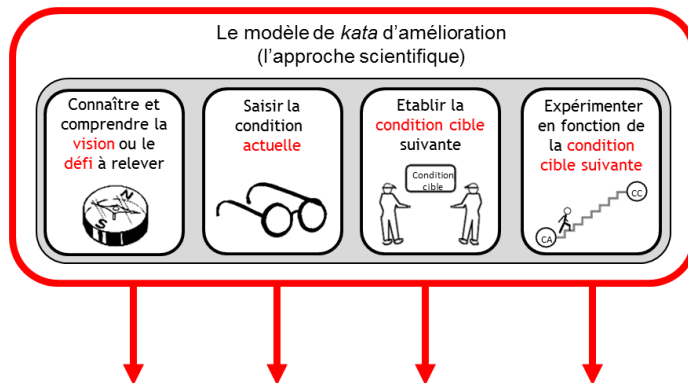 Le modèle de kata d’amélioration
(l’approche scientifique)
Connaître et
comprendre la
vision ou le
défi à relever
N
S
Saisir la
condition
actuelle
Etablir la
condition cible
suivante
Condition
cible
Expérimenter
en fonction de
la condition
cible suivante
CC
CA